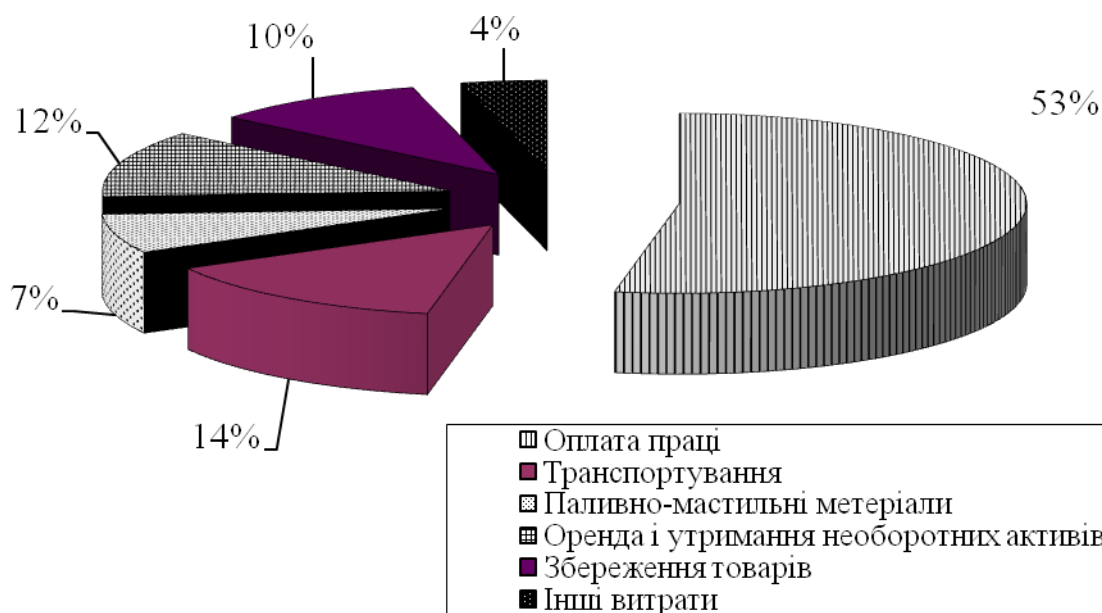 10%
4%
53%
12%
7%
14%
Оплата праці
Транспортування
Паливно-мастильні метеріали
Оренда і утримання необоротних активів
Збереження товарів
Інші витрати